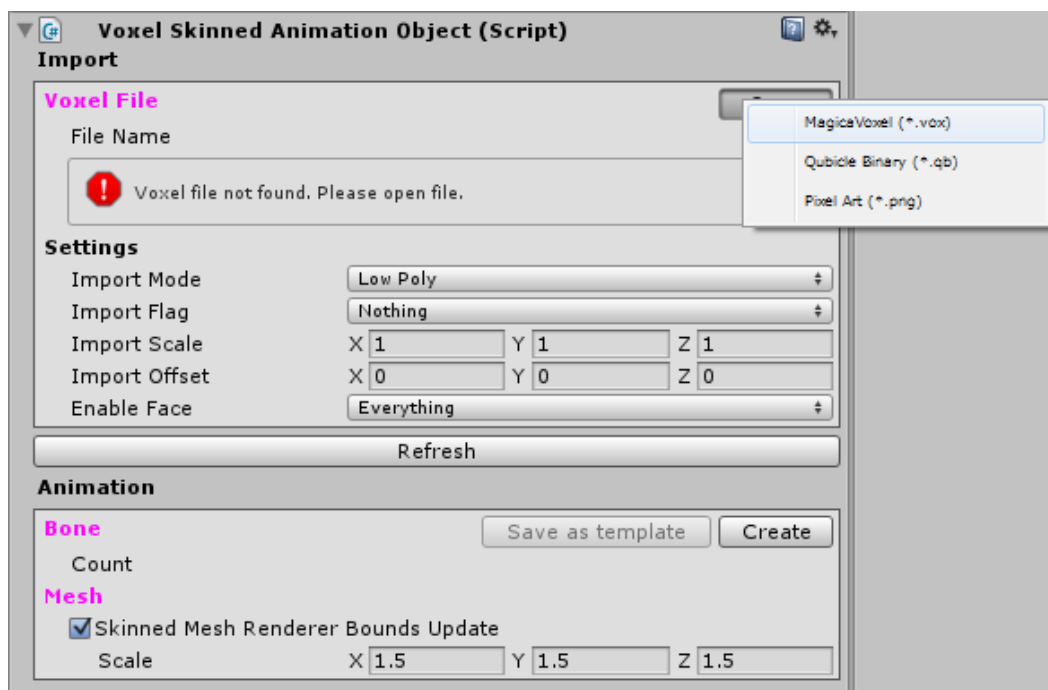 Voxel Skinned Animation Object (Script)
Import
Voxel File
File Name
MagicaVoxel (*.vox)
Qubicle Binary (*.qb)
Pixel Art (*.png)
Voxel file not found. Please open file.
Settings
Import Mode Low Poly
Import Flag Nothing
Import Scale X 1 Y 1 Z 1
Import Offset X 0 Y 0 Z 0
Enable Face Everything
Refresh
Animation
Bone Save as template Create
Count
Mesh
Skinned Mesh Renderer Bounds Update
Scale X 1.5 Y 1.5 Z 1.5